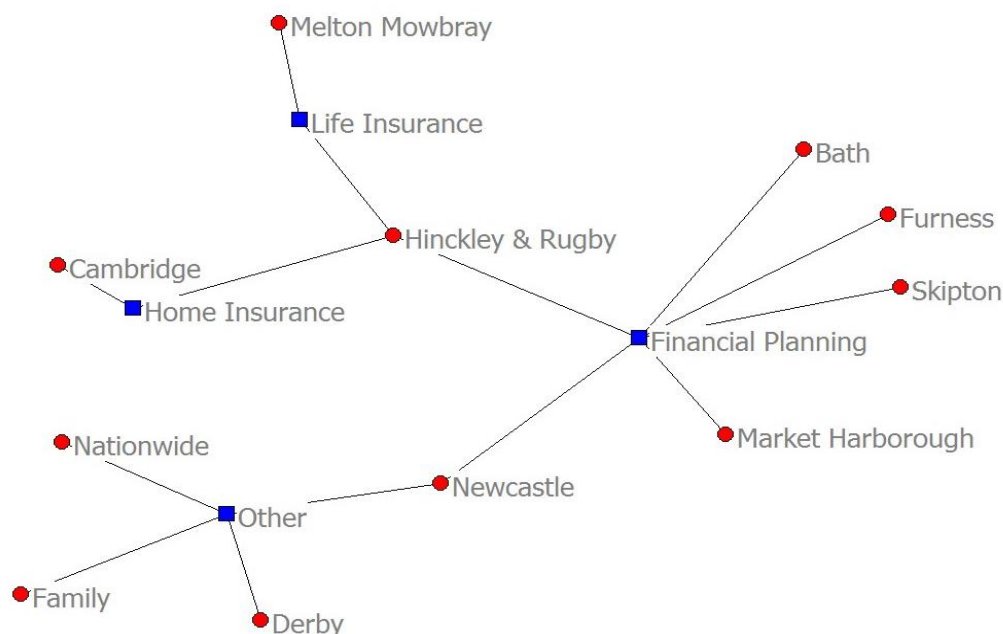 Melton Mowbray
Life Insurance
Bath
Furness
Hinckley & Rugby
Cambridge
Skipton
Home Insurance
Financial Planning
Nationwide
Market Harborough
Newcastle
Other
Family
Derby